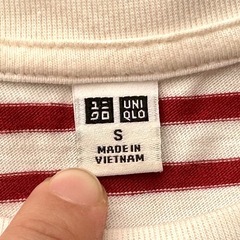 ユニ UNI
クロ QLO
S
MADE IN
VIETNAM